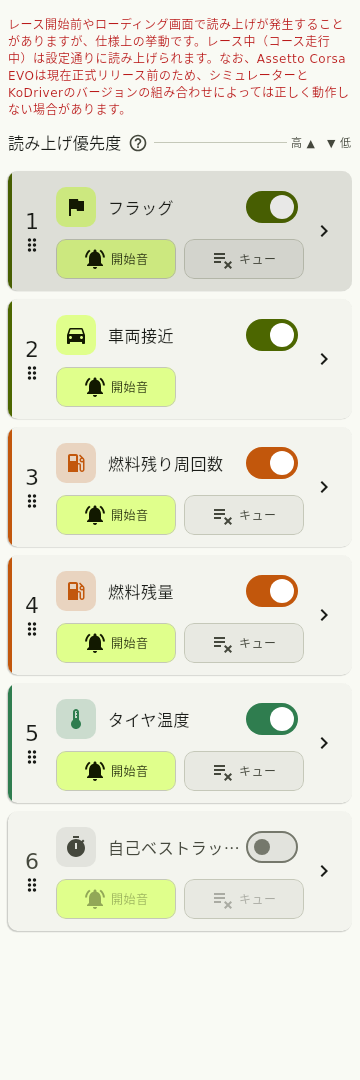 レース開始前やローディング画面で読み上げが発生すること
がありますが、仕様上の挙動です。レース中（コース走行
中）は設定通りに読み上げられます。なお、Assetto Corsa
EVOは現在正式リリース前のため、シミュレーターと
KoDriverのバージョンの組み合わせによっては正しく動作し
ない場合があります。
読み上げ優先度 高 ▲ ▼ 低
1 フラッグ
開始音 キュー
2 車両接近
開始音
3 燃料残り周回数
開始音 キュー
4 燃料残量
開始音 キュー
5 タイヤ温度
開始音 キュー
6 自己ベストラッ…
開始音 キュー